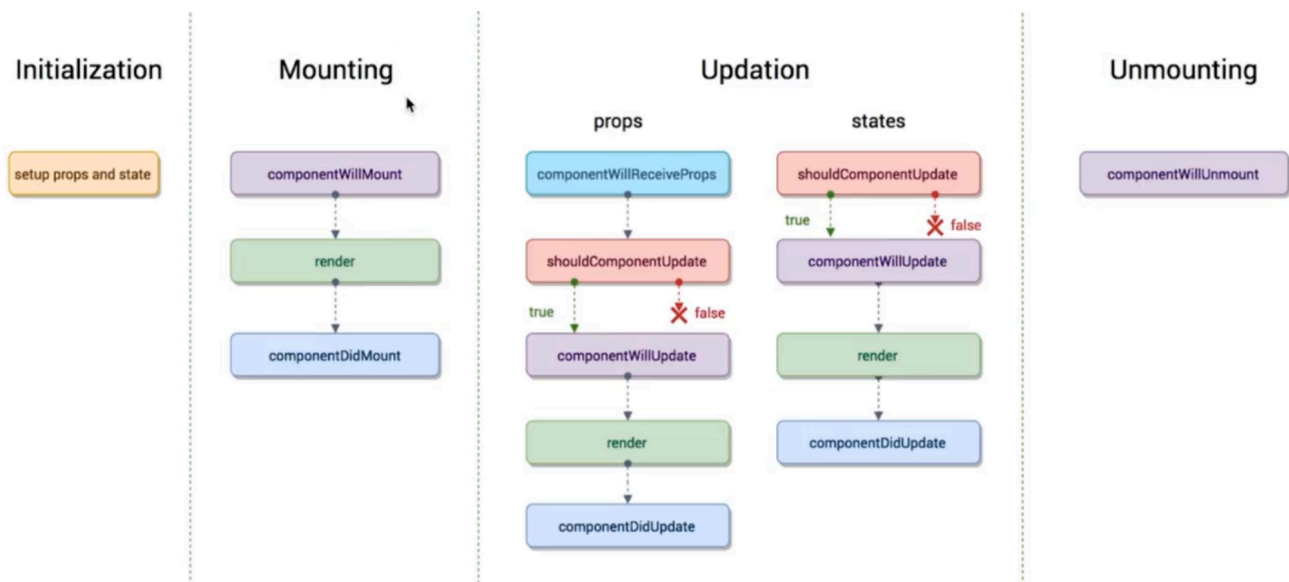 Initialization
setup props and state
Mounting
componentWillMount
render
componentDidMount
Updation
props
componentWillReceiveProps
shouldComponentUpdate
true
false
componentWillUpdate
render
componentDidUpdate
states
shouldComponentUpdate
true
false
componentWillUpdate
render
componentDidUpdate
Unmounting
componentWillUnmount